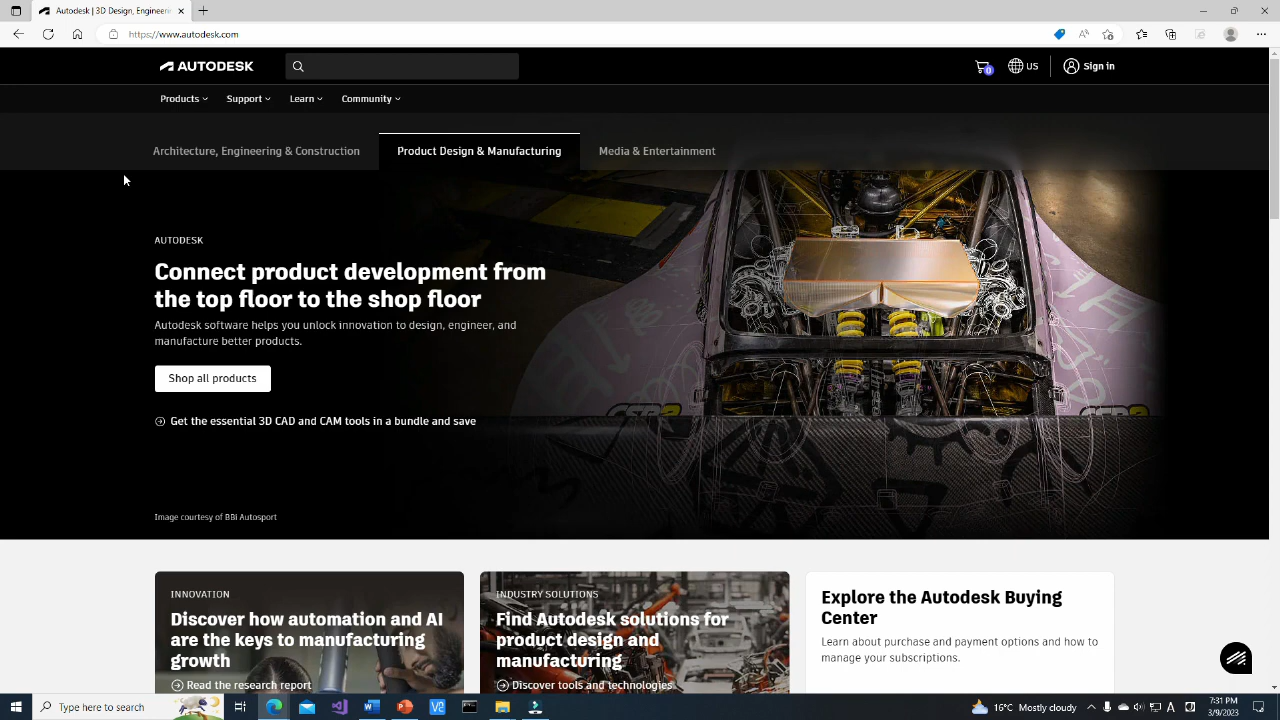 Autodesk | 3D Design, Engineeri
https://www.autodesk.com
AUTODESK
0
US
Sign in
Products
Support
Learn
Community
Architecture, Engineering & Construction
Product Design & Manufacturing
Media & Entertainment
AUTODESK
Connect product development from
the top floor to the shop floor
Autodesk software helps you unlock innovation to design, engineer, and
manufacture better products.
Shop all products
Get the essential 3D CAD and CAM tools in a bundle and save
Image courtesy of BBi Autosport
INNOVATION
Discover how automation and AI
are the keys to manufacturing
growth
Read the research report
INDUSTRY SOLUTIONS
Find Autodesk solutions for
product design and
manufacturing
Discover tools and technologies
Explore the Autodesk Buying
Center
Learn about purchase and payment options and how to
manage your subscriptions.
Type here to search
16°C Mostly cloudy
A
7:31 PM
3/9/2023